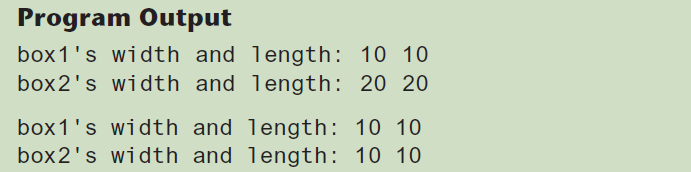 Program Output
box1's width and length: 10 10
box2's width and length: 20 20
box1's width and length: 10 10
box2's width and length: 10 10